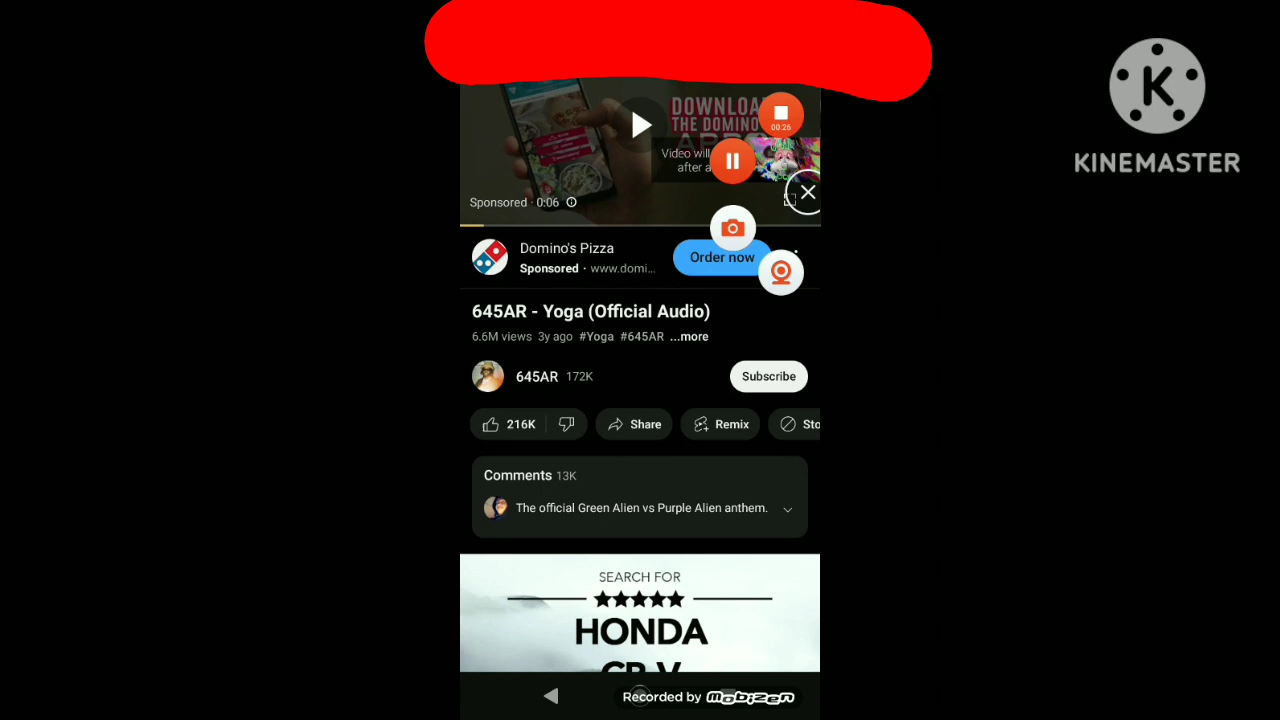 DOWNLOA
THE DOMINO
00:26
Video will
after a
Sponsored · 0:06
Domino's Pizza
Sponsored · www.domi...
Order now
645AR - Yoga (Official Audio)
6.6M views 3y ago #Yoga #645AR ...more
645AR 172K
Subscribe
216K
Share
Remix
Sto
Comments 13K
The official Green Alien vs Purple Alien anthem.
SEARCH FOR
HONDA
CR-V
Recorded by mobizen
K
KINEMASTER